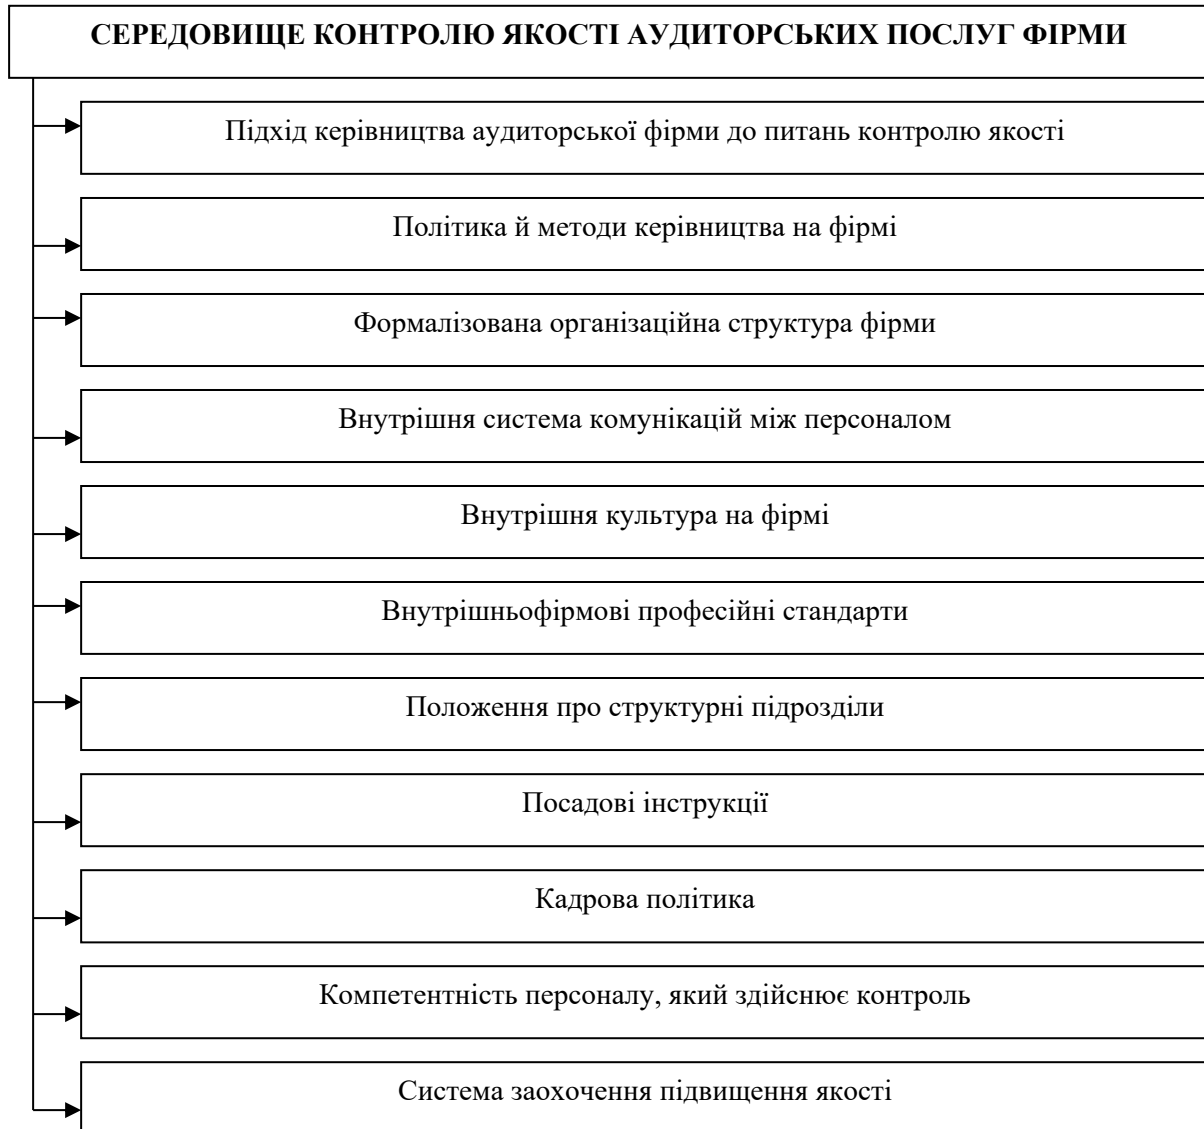 СЕРЕДОВИЩЕ КОНТРОЛЮ ЯКОСТІ АУДИТОРСЬКИХ ПОСЛУГ ФІРМИ
Підхід керівництва аудиторської фірми до питань контролю якості
Політика й методи керівництва на фірмі
Формалізована організаційна структура фірми
Внутрішня система комунікацій між персоналом
Внутрішня культура на фірмі
Внутрішньофірмові професійні стандарти
Положення про структурні підрозділи
Посадові інструкції
Кадрова політика
Компетентність персоналу, який здійснює контроль
Система заохочення підвищення якості